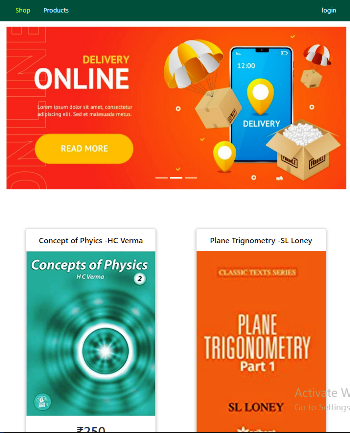 Shop Products login
DELIVERY
ONLINE
Lorem ipsum dolor sit amet, consectetur
adipiscing elit. Sed et malesuada metus.
READ MORE
12:00
DELIVERY
ONLINE
Concept of Phyics -HC Verma
Plane Trignometry -SL Loney
Concepts of Physics
HC Verma
2
CLASSIC TEXTS SERIES
PLANE
TRIGONOMETRY
Part 1
SL LONEY
₹250
Activate W
Go to Settings